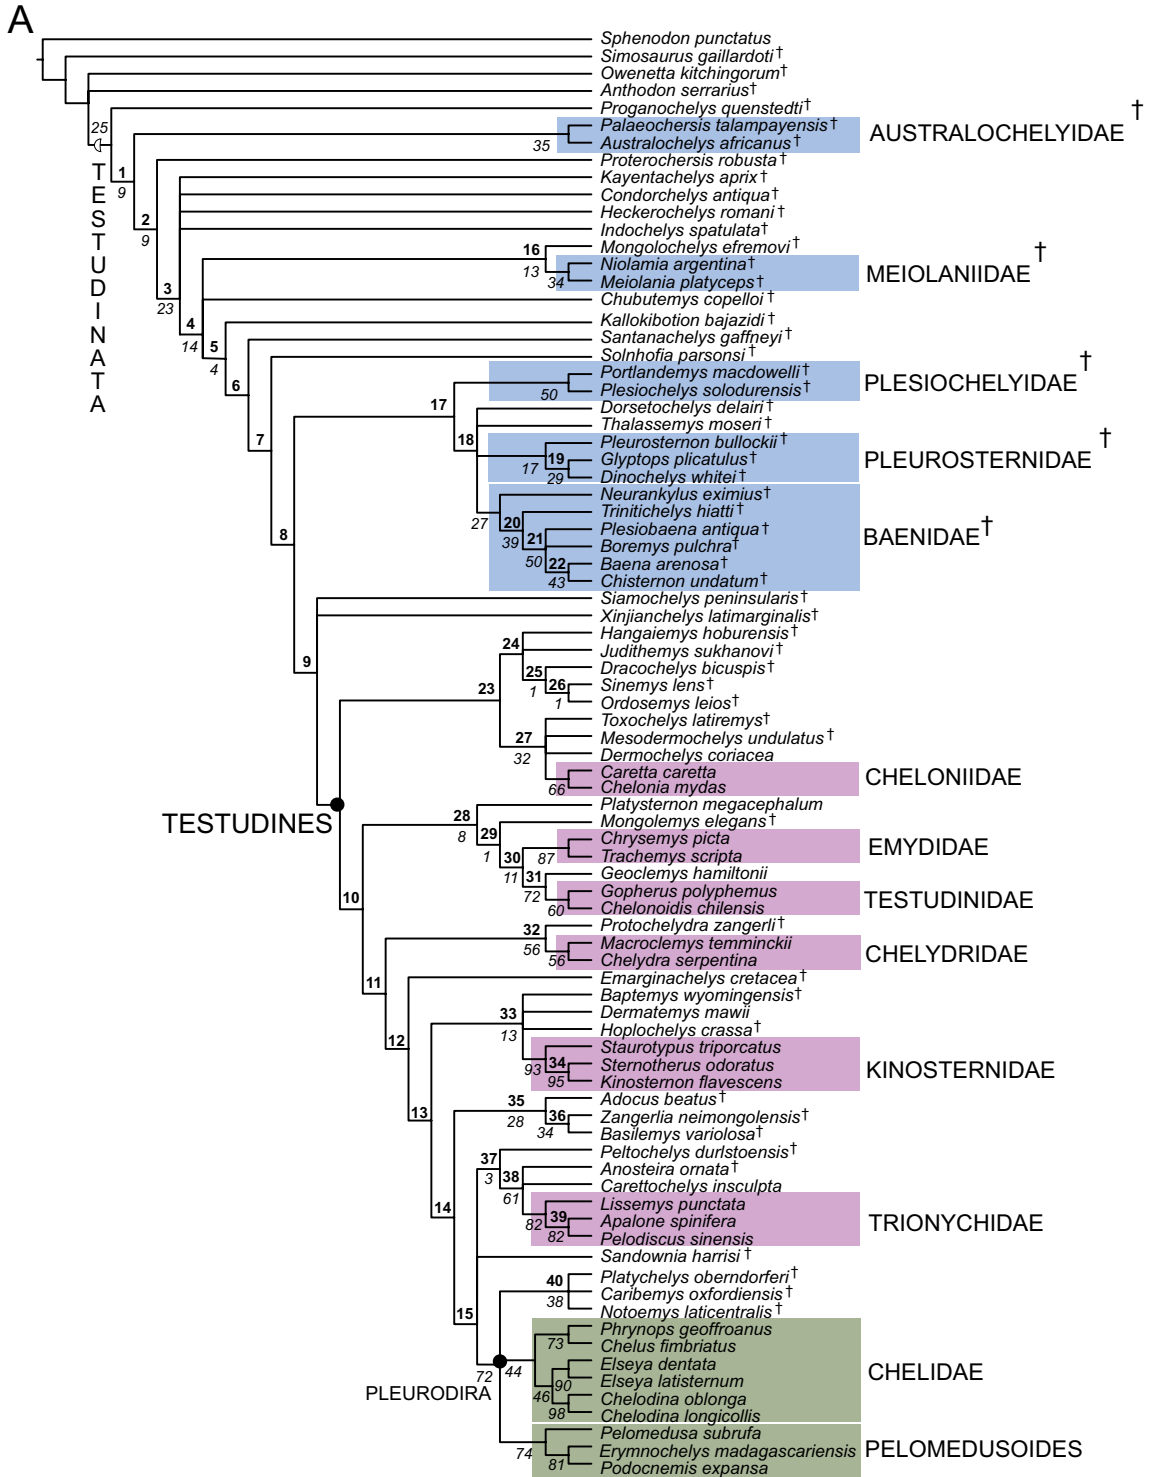 A
Sphenodon punctatus
Simosaurus gaillardoti†
Owenetta kitchingorum†
Anthodon serrarius†
Proganochelys quenstedti†
25
Palaeochersis talampayensis†
Australochelys africanus†
35
AUSTRALOCHELYIDAE†
TESTUDINATA
1
9
Proterochersis robusta†
Kayentachelys aprix†
Condorchelys antiqua†
Heckerochelys romani†
Indochelys spatulata†
2
9
Mongolochelys efremovi†
16
13
Niolamia argentina†
Meiolania platyceps†
34
MEIOLANIIDAE†
3
23
Chubutemys copelloi†
4
14
Kallokibotion bajazidi†
Santanachelys gaffneyi†
5
4
Solnhofia parsonsi†
6
Portlandemys macdowelli†
Plesiochelys solodurensis†
50
PLESIOCHELYIDAE†
17
Dorsetochelys delairi†
Thalassemys moseri†
7
18
Pleurosternon bullockii†
Glyptops plicatulus†
Dinochelys whitei†
17
19
29
PLEUROSTERNIDAE†
Neurankylus eximius†
Trinitichelys hiatti†
Plesiobaena antiqua†
Boremys pulchra†
Baena arenosa†
Chisternon undatum†
27
20
39
21
50
22
43
BAENIDAE†
8
Siamochelys peninsularis†
Xinjianchelys latimarginalis†
Hangaiemys hoburensis†
Judithemys sukhanovi†
24
9
Dracochelys bicuspis†
Sinemys lens†
Ordosemys leios†
25
1
26
1
23
Toxochelys latiremys†
Mesodermochelys undulatus†
Dermochelys coriacea
27
32
Caretta caretta
Chelonia mydas
66
CHELONIIDAE
TESTUDINES
Platysternon megacephalum
Mongolemys elegans†
28
8
29
1
Chrysemys picta
Trachemys scripta
87
EMYDIDAE
30
11
Geoclemys hamiltonii
31
72
Gopherus polyphemus
Chelonoidis chilensis
60
TESTUDINIDAE
10
Protochelydra zangerli†
32
56
Macroclemys temminckii
Chelydra serpentina
56
CHELYDRIDAE
11
Emarginachelys cretacea†
Baptemys wyomingensis†
Dermatemys mawii
Hoplochelys crassa†
33
13
12
Staurotypus triporcatus
Sternotherus odoratus
Kinosternon flavescens
93
34
95
KINOSTERNIDAE
13
Adocus beatus†
Zangerlia neimongolensis†
Basilemys variolosa†
35
28
36
34
Peltochelys durlstoensis†
Anosteira ornata†
Carettochelys insculpta
37
3
38
61
14
Lissemys punctata
Apalone spinifera
Pelodiscus sinensis
82
39
82
TRIONYCHIDAE
Sandownia harrisi†
Platychelys oberndorferi†
Caribemys oxfordiensis†
Notoemys laticentralis†
40
38
15
Phrynops geoffroanus
Chelus fimbriatus
Elseya dentata
Elseya latisternum
Chelodina oblonga
Chelodina longicollis
73
44
72
90
46
98
CHELIDAE
PLEURODIRA
Pelomedusa subrufa
Erymnochelys madagascariensis
Podocnemis expansa
74
81
PELOMEDUSOIDES